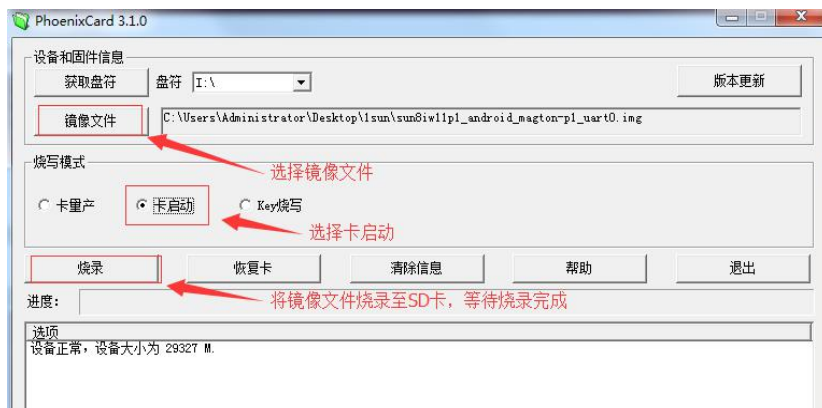 PhoenixCard 3.1.0
设备和固件信息
获取盘符 盘符 I:\ 版本更新
镜像文件 C:\Users\Administrator\Desktop\lsun\sun8iw11p1_android_magton-p1_uart0.img
选择镜像文件
烧写模式
卡量产 卡启动 Key烧写
选择卡启动
烧录 恢复卡 清除信息 帮助 退出
进度: 将镜像文件烧录至SD卡，等待烧录完成
选项
设备正常，设备大小为 29327 M.